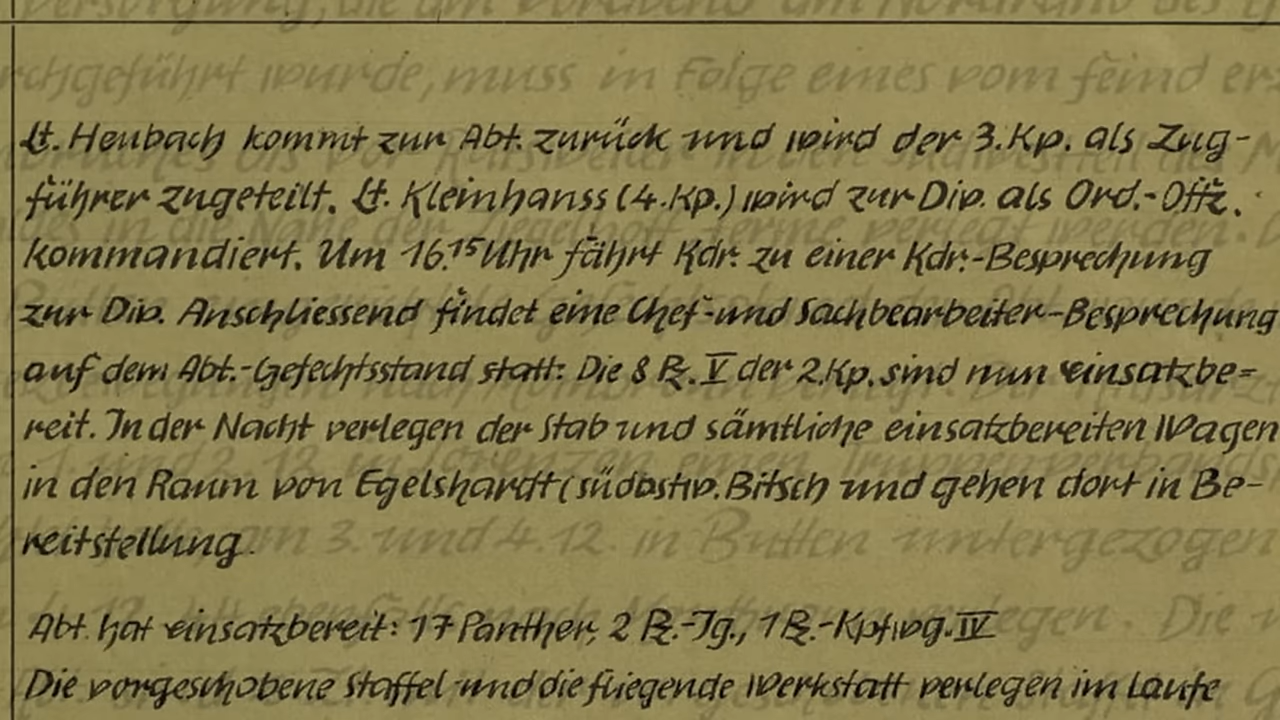 Lt. Heubach kommt zur Abt. zurück und wird der 3.Kp. als Zug-
führer zugeteilt. Lt. Kleinhanss (4.Kp.) wird zur Div. als Ord.-Offz.
kommandiert. Um 16.15 Uhr fährt Kdr. zu einer Kdr.-Besprechung
zur Div. Anschliessend findet eine Chef- und Sachbearbeiter-Besprechung
auf dem Abt.-Gefechtsstand statt. Die 8 Pz. V der 2.Kp. sind nun einsatzbe=
reit. In der Nacht verlegen der Stab und sämtliche einsatzbereiten Wagen
in den Raum von Egelshardt (südostw. Bitsch und gehen dort in Be-
reitstellung.
Abt. hat einsatzbereit: 17 Panther, 2 Pz.-Jg., 1 Pz.-Kpfwg. IV
Die vorgeschobene Staffel und die fliegende Werkstatt verlegen im Laufe